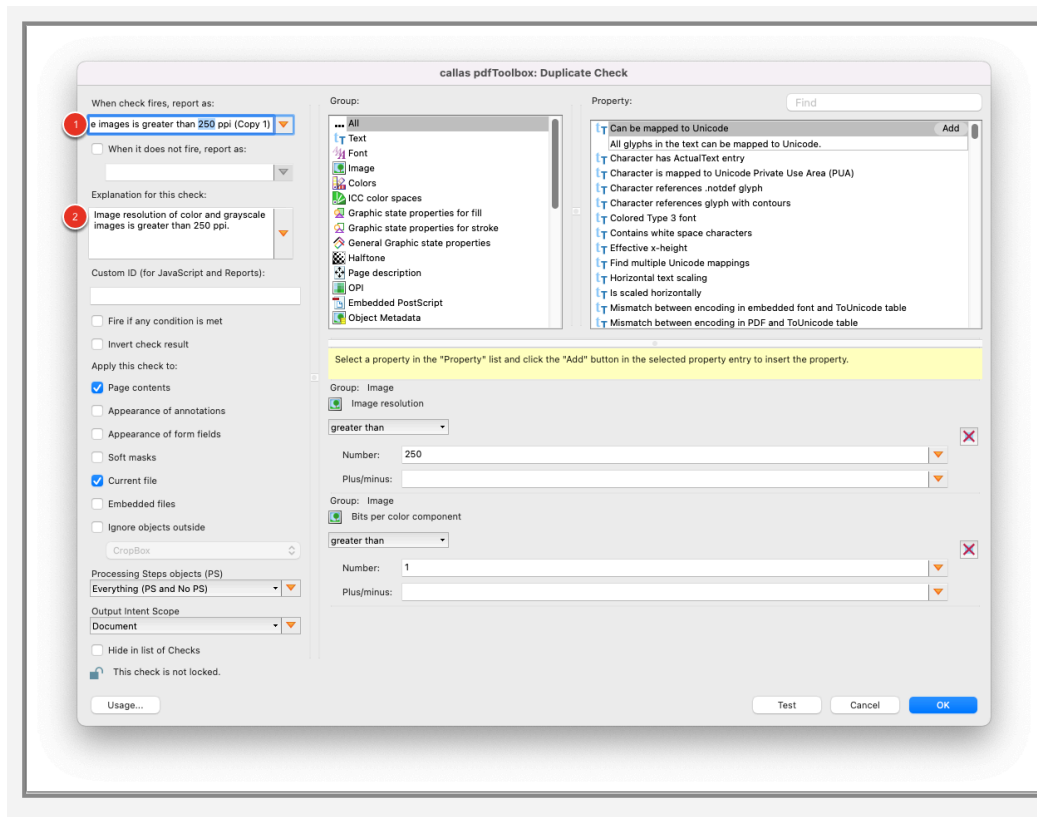 callas pdfToolbox: Duplicate Check
When check fires, report as:
1
e images is greater than 250 ppi (Copy 1)
When it does not fire, report as:
Explanation for this check:
2
Image resolution of color and grayscale
images is greater than 250 ppi.
Custom ID (for JavaScript and Reports):
Fire if any condition is met
Invert check result
Apply this check to:
Page contents
Appearance of annotations
Appearance of form fields
Soft masks
Current file
Embedded files
Ignore objects outside
CropBox
Processing Steps objects (PS)
Everything (PS and No PS)
Output Intent Scope
Document
Hide in list of Checks
This check is not locked.
Usage...
Group:
... All
Text
Font
Image
Colors
ICC color spaces
Graphic state properties for fill
Graphic state properties for stroke
General Graphic state properties
Halftone
Page description
OPI
Embedded PostScript
Object Metadata
Property:
Find
Can be mapped to Unicode
Add
All glyphs in the text can be mapped to Unicode.
Character has ActualText entry
Character is mapped to Unicode Private Use Area (PUA)
Character references .notdef glyph
Character references glyph with contours
Colored Type 3 font
Contains white space characters
Effective x-height
Find multiple Unicode mappings
Horizontal text scaling
Is scaled horizontally
Mismatch between encoding in embedded font and ToUnicode table
Mismatch between encoding in PDF and ToUnicode table
Select a property in the "Property" list and click the "Add" button in the selected property entry to insert the property.
Group: Image
Image resolution
greater than
Number: 250
Plus/minus:
Group: Image
Bits per color component
greater than
Number: 1
Plus/minus:
Test
Cancel
OK